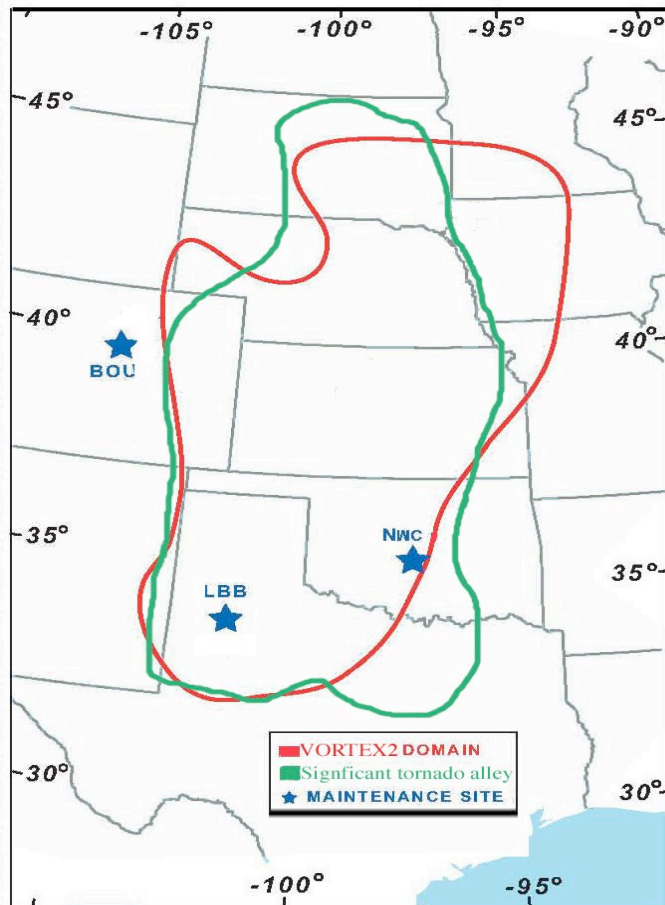 -105° -100° -95° -90°
45° 45°
40° 40°
BOU
35° NWC 35°
LBB
VORTEX2 DOMAIN
Signficant tornado alley
MAINTENANCE SITE
30° 30°
-100° -95°